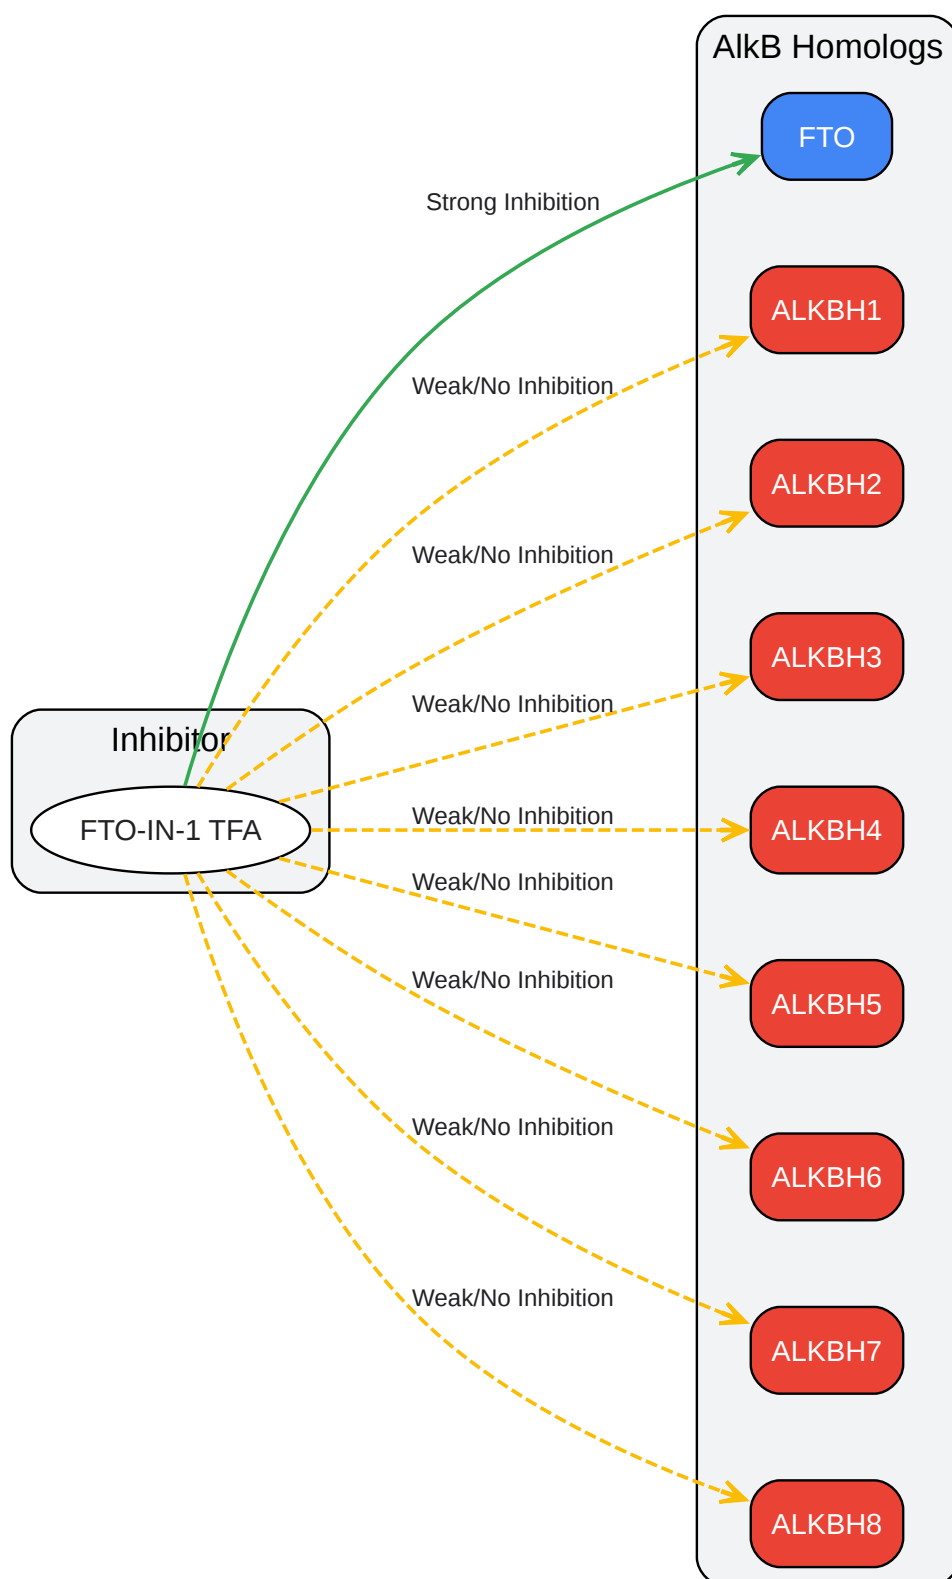 AlkB Homologs
FTO
Strong Inhibition
ALKBH1
Weak/No Inhibition
ALKBH2
Weak/No Inhibition
ALKBH3
Weak/No Inhibition
Inhibitor
FTO-IN-1 TFA
Weak/No Inhibition
ALKBH4
Weak/No Inhibition
ALKBH5
Weak/No Inhibition
ALKBH6
Weak/No Inhibition
ALKBH7
Weak/No Inhibition
ALKBH8